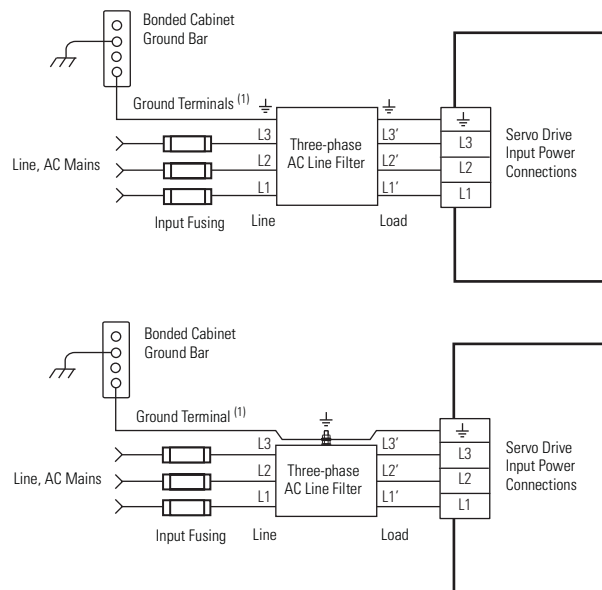 Bonded Cabinet
Ground Bar
Ground Terminals (1)
L3
L3′
L3
Line, AC Mains
L2
Three-phase
AC Line Filter
L2′
L2
Servo Drive
Input Power
Connections
L1
L1′
L1
Input Fusing
Line
Load
Bonded Cabinet
Ground Bar
Ground Terminal (1)
L3
L3′
L3
Line, AC Mains
L2
Three-phase
AC Line Filter
L2′
L2
Servo Drive
Input Power
Connections
L1
L1′
L1
Input Fusing
Line
Load